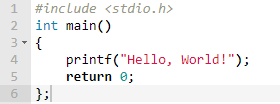 1 #include <stdio.h>
2 int main()
3 {
4 printf("Hello, World!");
5 return 0;
6 };